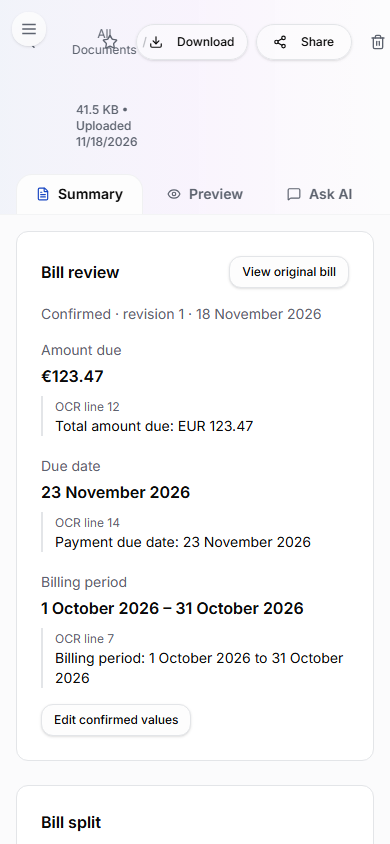 All
Documents /
Download
Share
41.5 KB •
Uploaded
11/18/2026
Summary
Preview
Ask AI
Bill review
View original bill
Confirmed · revision 1 · 18 November 2026
Amount due
€123.47
OCR line 12
Total amount due: EUR 123.47
Due date
23 November 2026
OCR line 14
Payment due date: 23 November 2026
Billing period
1 October 2026 – 31 October 2026
OCR line 7
Billing period: 1 October 2026 to 31 October
2026
Edit confirmed values
Bill split